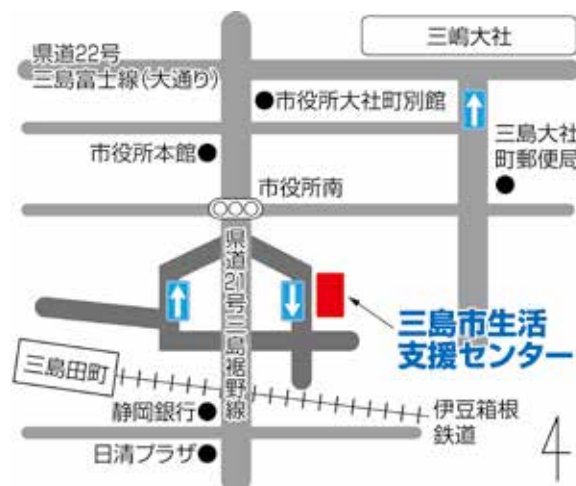 三嶋大社
県道22号
三島富士線(大通り)
市役所大社町別館
市役所本館
三島大社
町郵便局
市役所南
県道21号三島裾野線
三島市生活
支援センター
三島田町
静岡銀行
伊豆箱根
鉄道
日清プラザ